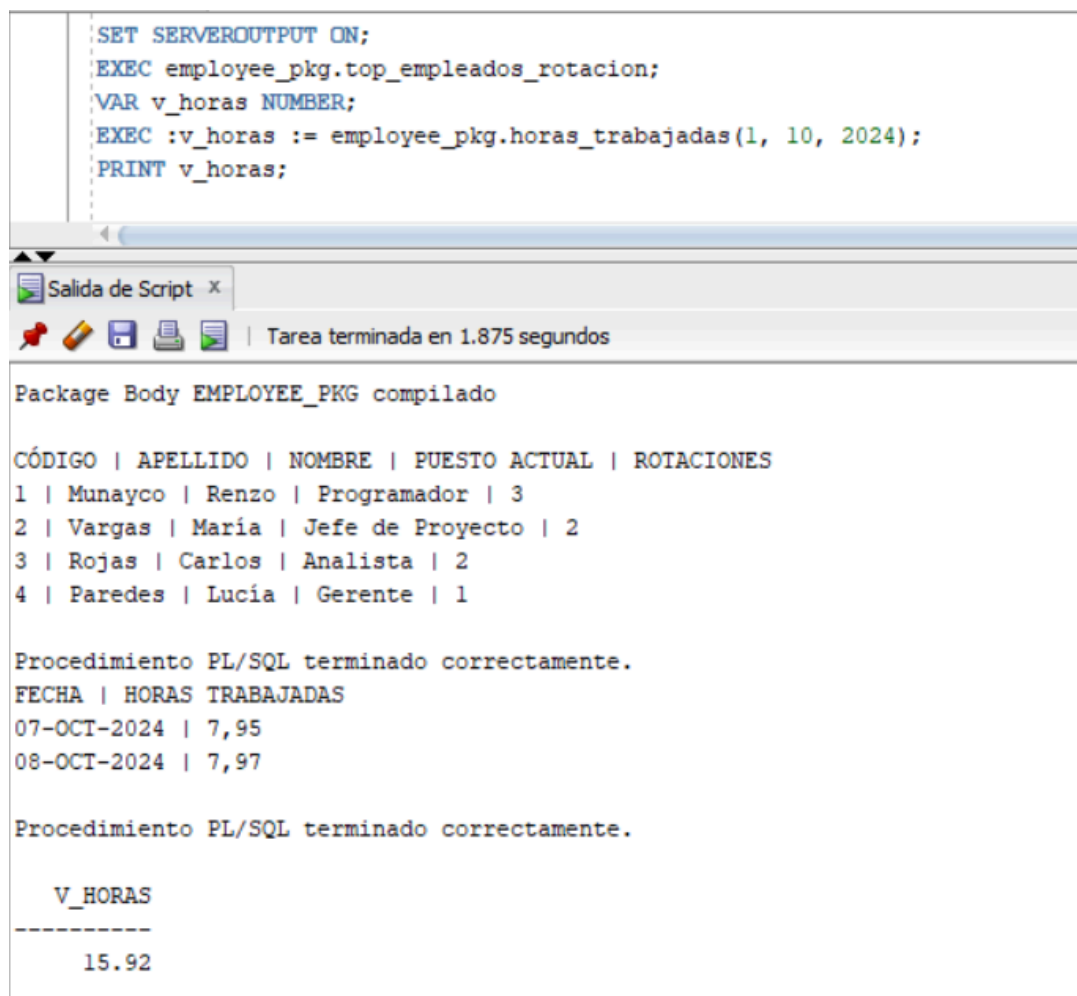 SET SERVEROUTPUT ON;
EXEC employee_pkg.top_empleados_rotacion;
VAR v_horas NUMBER;
EXEC :v_horas := employee_pkg.horas_trabajadas(1, 10, 2024);
PRINT v_horas;
Salida de Script x
Tarea terminada en 1.875 segundos
Package Body EMPLOYEE_PKG compilado
CÓDIGO | APELLIDO | NOMBRE | PUESTO ACTUAL | ROTACIONES
1 | Munayco | Renzo | Programador | 3
2 | Vargas | María | Jefe de Proyecto | 2
3 | Rojas | Carlos | Analista | 2
4 | Paredes | Lucía | Gerente | 1
Procedimiento PL/SQL terminado correctamente.
FECHA | HORAS TRABAJADAS
07-OCT-2024 | 7,95
08-OCT-2024 | 7,97
Procedimiento PL/SQL terminado correctamente.
V_HORAS
----------
15.92